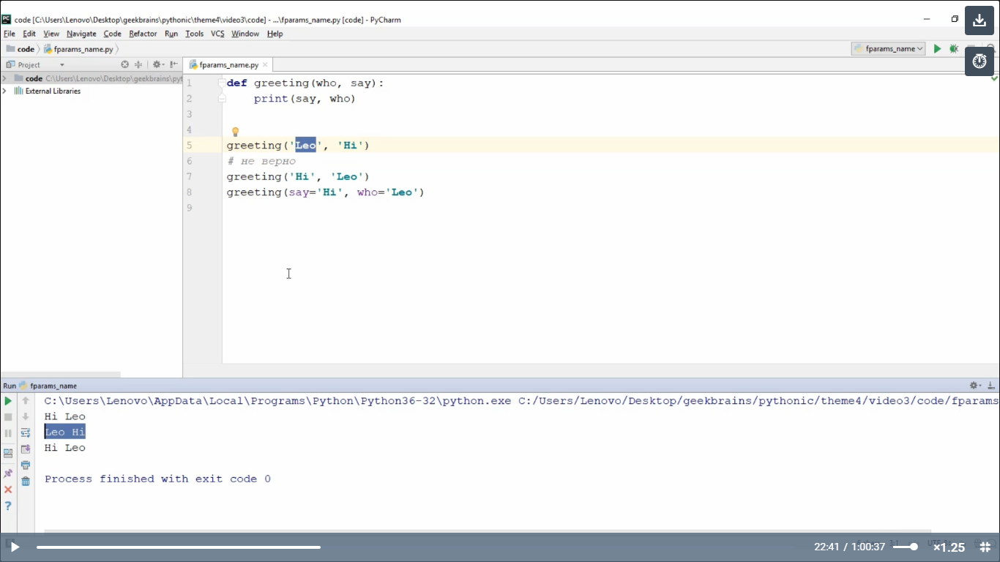 code [C:\Users\Lenovo\Desktop\geekbrains\pythonic\theme4\video3\code] - ...\fparams_name.py [code] - PyCharm
File Edit View Navigate Code Refactor Run Tools VCS Window Help
code fparams_name.py
fparams_name
Project
fparams_name.py
code C:\Users\Lenovo\Desktop\geekbrains\pyt
External Libraries
1 def greeting(who, say):
2 print(say, who)
3
4
5 greeting('Leo', 'Hi')
6 # не верно
7 greeting('Hi', 'Leo')
8 greeting(say='Hi', who='Leo')
9
Run fparams_name
C:\Users\Lenovo\AppData\Local\Programs\Python\Python36-32\python.exe C:/Users/Lenovo/Desktop/geekbrains/pythonic/theme4/video3/code/fparams
Hi Leo
Leo Hi
Hi Leo
Process finished with exit code 0
22:41 / 1:00:37 ×1.25